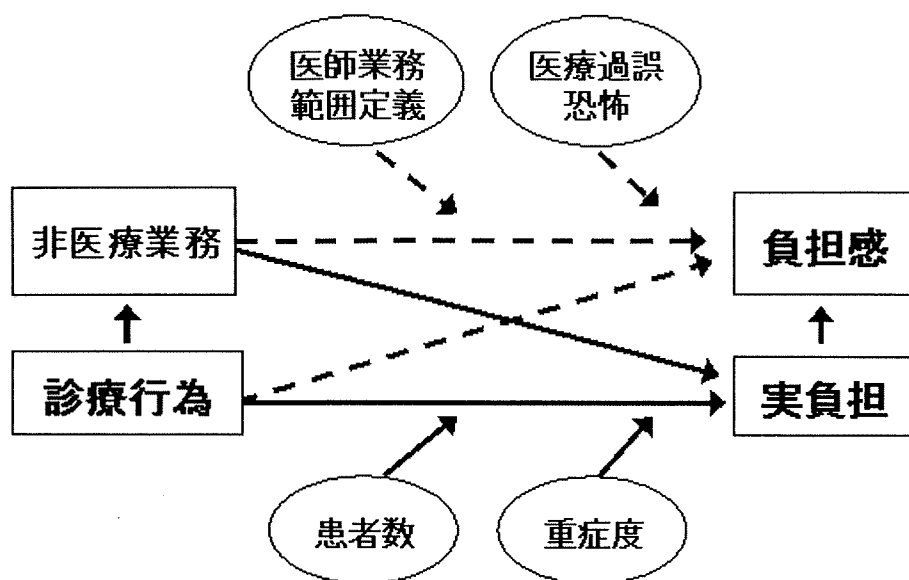 医師業務
範囲定義
医療過誤
恐怖
非医療業務
負担感
診療行為
実負担
患者数
重症度